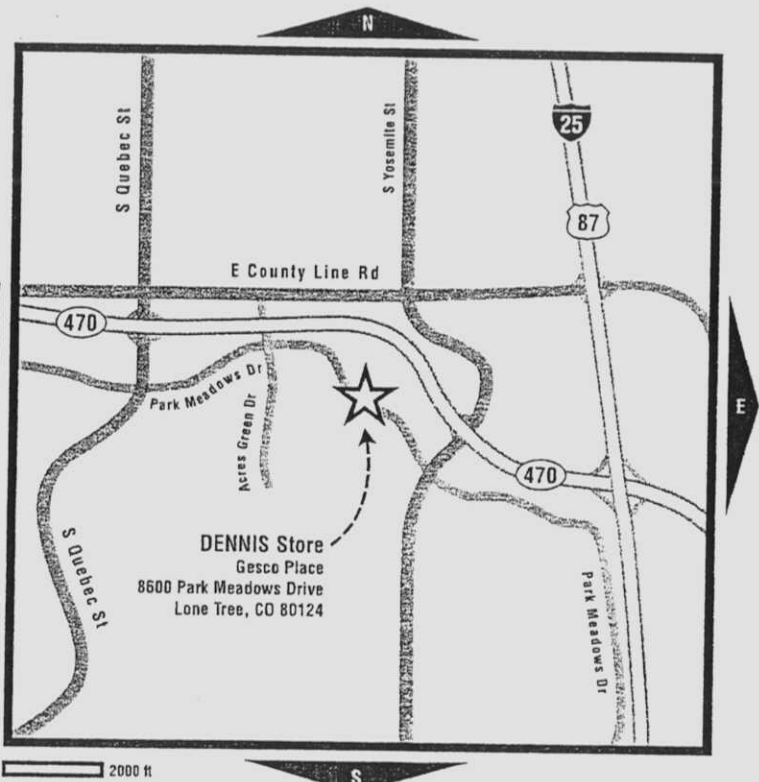 N
S Quebec St
S Yosemite St
25
87
E County Line Rd
470
Park Meadows Dr
Acres Green Dr
E
470
DENNIS Store
Gesco Place
8600 Park Meadows Drive
Lone Tree, CO 80124
S Quebec St
Park Meadows Dr
2000 ft
S